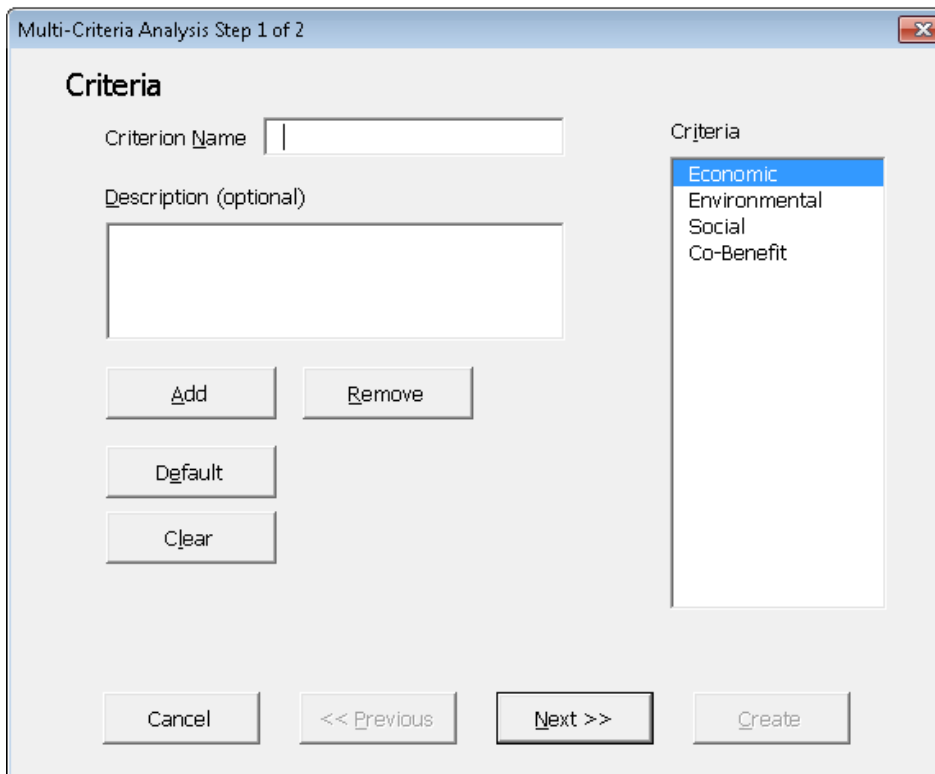 Multi-Criteria Analysis Step 1 of 2
Criteria
Criterion Name
Description (optional)
Add
Remove
Default
Clear
Criteria
Economic
Environmental
Social
Co-Benefit
Cancel
<< Previous
Next >>
Create